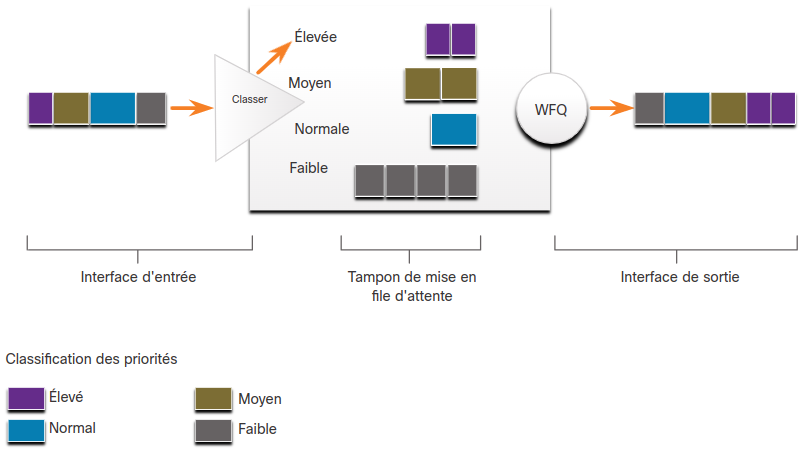 Élevée
Moyen
Classer
Normale
Faible
WFQ
Interface d'entrée
Tampon de mise en
file d'attente
Interface de sortie
Classification des priorités
Élevé
Moyen
Normal
Faible